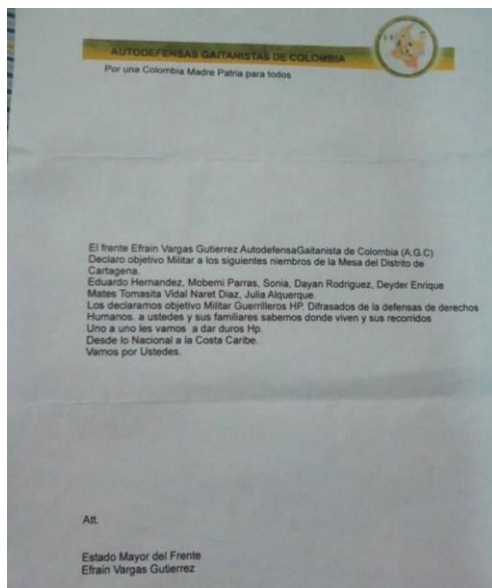 AUTODEFENSAS GAITANISTAS DE COLOMBIA
Por una Colombia Madre Patria para todos
El frente Efrain Vargas Gutierrez AutodefensaGaitanista de Colombia (A.G.C)
Declaro objetivo Militar a los siguientes niembros de la Mesa del Distrito de
Cartagena.
Eduardo Hernandez, Moberni Parras, Sonia, Dayan Rodriguez, Deyder Enrique
Mates Tomasita Vidal Naret Diaz, Julia Alquerque.
Los declaramos objetivo Militar Guerrilleros HP. Difrasados de la defensas de derechos
Humanos. a ustedes y sus familiares sabemos donde viven y sus recorridos
Uno a uno les vamos a dar duros Hp.
Desde lo Nacional a la Costa Caribe.
Vamos por Ustedes.
Att.
Estado Mayor del Frente
Efrain Vargas Gutierrez